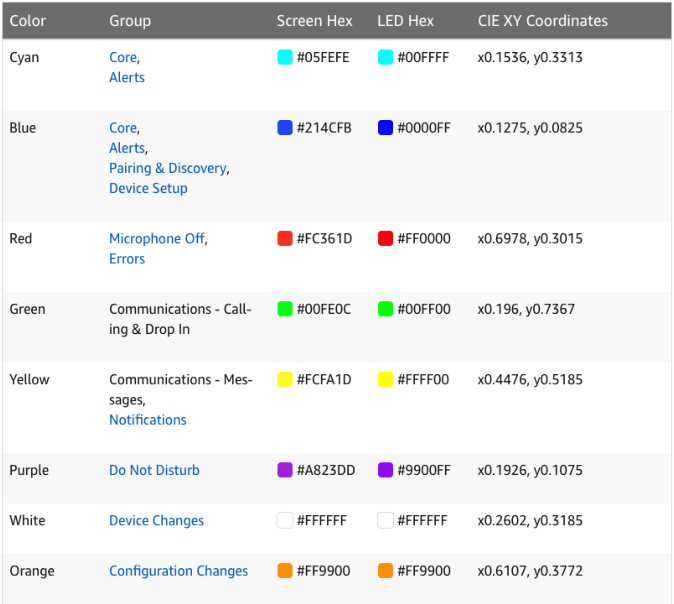 Color Group Screen Hex LED Hex CIE XY Coordinates
Cyan Core, #05FEFE #00FFFF x0.1536, y0.3313
Alerts
Blue Core, #214CFB #0000FF x0.1275, y0.0825
Alerts,
Pairing & Discovery,
Device Setup
Red Microphone Off, #FC361D #FF0000 x0.6978, y0.3015
Errors
Green Communications - Call- #00FE0C #00FF00 x0.196, y0.7367
ing & Drop In
Yellow Communications - Mes- #FCFA1D #FFFF00 x0.4476, y0.5185
sages,
Notifications
Purple Do Not Disturb #A823DD #9900FF x0.1926, y0.1075
White Device Changes #FFFFFF #FFFFFF x0.2602, y0.3185
Orange Configuration Changes #FF9900 #FF9900 x0.6107, y0.3772